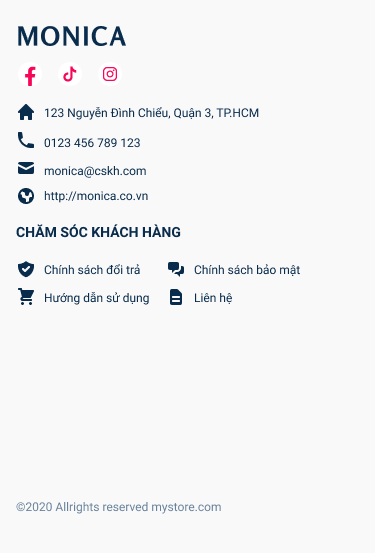 MONICA
123 Nguyễn Đình Chiểu, Quận 3, TP.HCM
0123 456 789 123
monica@cskh.com
http://monica.co.vn
CHĂM SÓC KHÁCH HÀNG
Chính sách đổi trả
Chính sách bảo mật
Hướng dẫn sử dụng
Liên hệ
©2020 Allrights reserved mystore.com